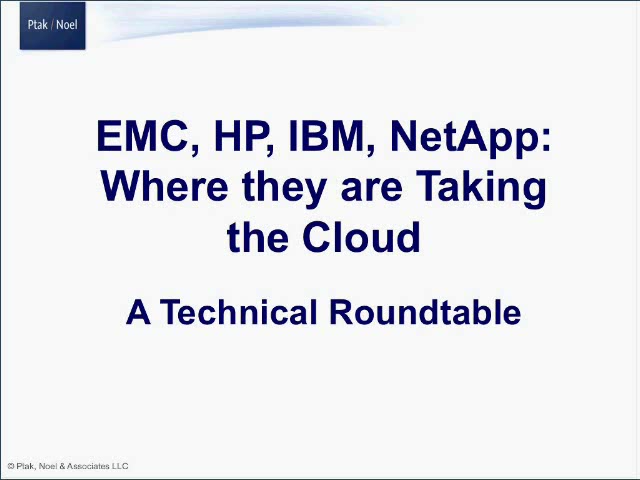 Ptak / Noel
EMC, HP, IBM, NetApp:
Where they are Taking
the Cloud
A Technical Roundtable
© Ptak, Noel & Associates LLC